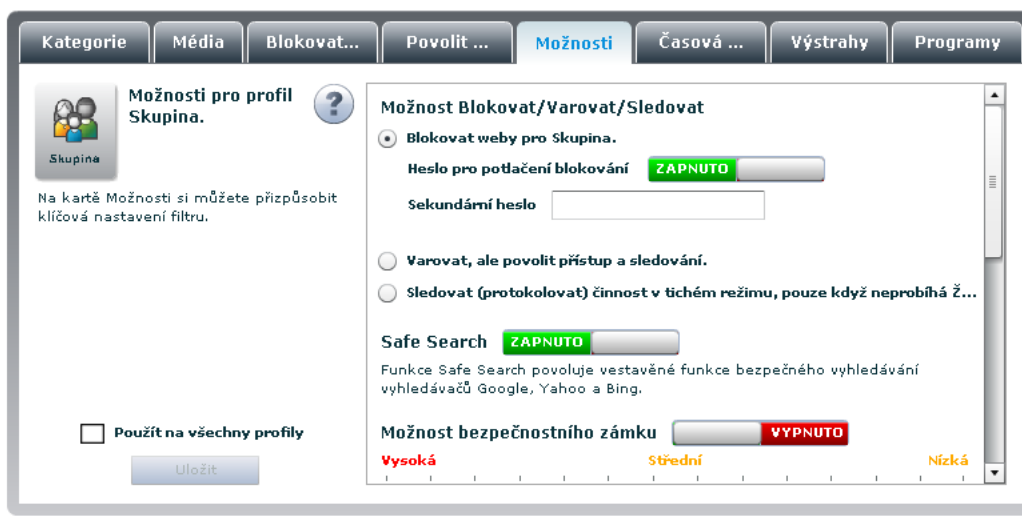 Kategorie
Média
Blokovat...
Povolit ...
Možnosti
Časová ...
Výstrahy
Programy
Možnosti pro profil
Skupina.
?
Skupina
Na kartě Možnosti si můžete přizpůsobit
klíčová nastavení filtru.
Použít na všechny profily
Uložit
Možnost Blokovat/Varovat/Sledovat
Blokovat weby pro Skupina.
Heslo pro potlačení blokování ZAPNUTO
Sekundární heslo
Varovat, ale povolit přístup a sledování.
Sledovat (protokolovat) činnost v tichém režimu, pouze když neprobíhá Ž...
Safe Search ZAPNUTO
Funkce Safe Search povoluje vestavěné funkce bezpečného vyhledávání
vyhledávačů Google, Yahoo a Bing.
Možnost bezpečnostního zámku VYPNUTO
Vysoká Střední Nízká